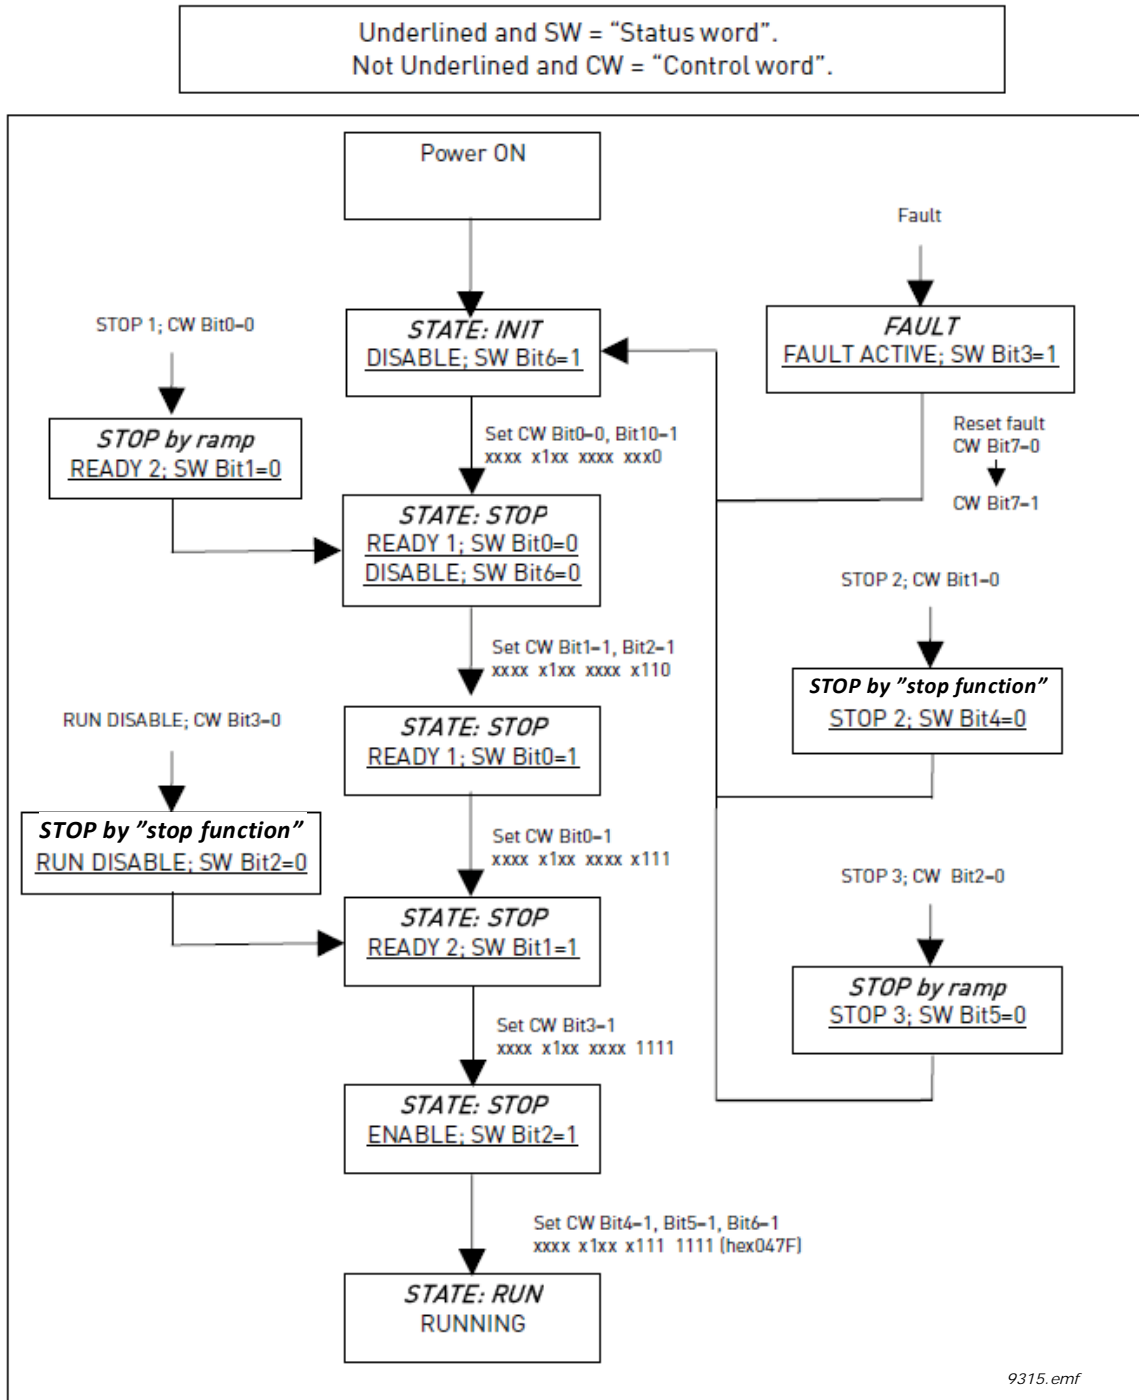 Underlined and SW = “Status word”.
Not Underlined and CW = “Control word”.
Power ON
Fault
STOP 1; CW Bit0–0
STATE: INIT
DISABLE; SW Bit6=1
FAULT
FAULT ACTIVE; SW Bit3=1
STOP by ramp
READY 2; SW Bit1=0
Set CW Bit0–0, Bit10–1
xxxx x1xx xxxx xxx0
Reset fault
CW Bit7–0
CW Bit7–1
STATE: STOP
READY 1; SW Bit0=0
DISABLE; SW Bit6=0
STOP 2; CW Bit1–0
Set CW Bit1–1, Bit2–1
xxxx x1xx xxxx x110
STOP by ”stop function”
STOP 2; SW Bit4=0
RUN DISABLE; CW Bit3–0
STATE: STOP
READY 1; SW Bit0=1
STOP by ”stop function”
RUN DISABLE; SW Bit2=0
Set CW Bit0–1
xxxx x1xx xxxx x111
STOP 3; CW Bit2–0
STATE: STOP
READY 2; SW Bit1=1
STOP by ramp
STOP 3; SW Bit5=0
Set CW Bit3–1
xxxx x1xx xxxx 1111
STATE: STOP
ENABLE; SW Bit2=1
Set CW Bit4–1, Bit5–1, Bit6–1
xxxx x1xx x111 1111 (hex047F)
STATE: RUN
RUNNING
9315.emf